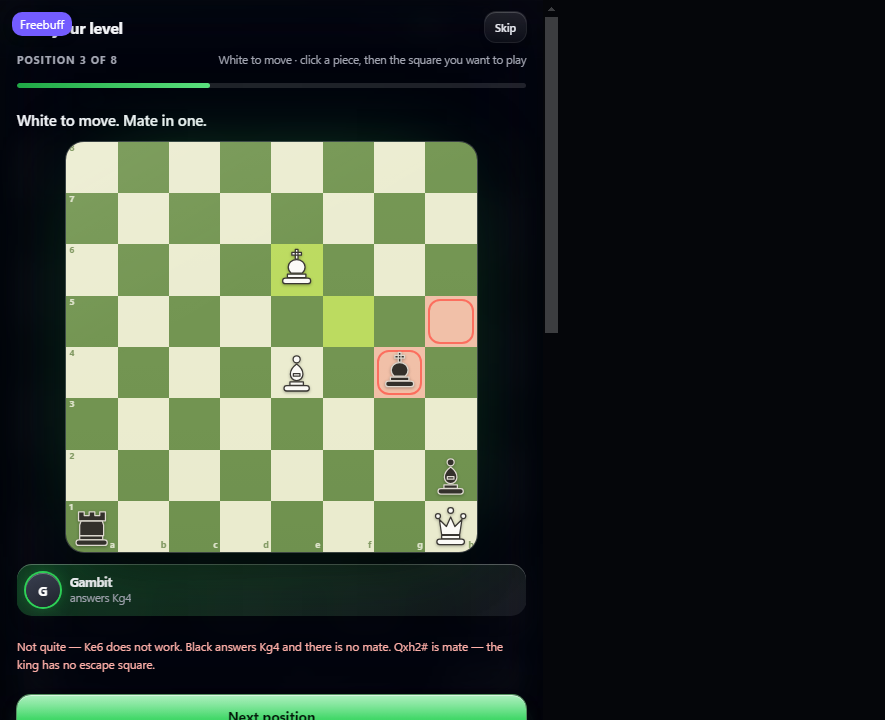 Freebuff
ur level
Skip
POSITION 3 OF 8
White to move · click a piece, then the square you want to play
White to move. Mate in one.
8
7
6
5
4
3
2
1
a
b
c
d
e
f
g
h
G
Gambit
answers Kg4
Not quite — Ke6 does not work. Black answers Kg4 and there is no mate. Qxh2# is mate — the
king has no escape square.
Next position